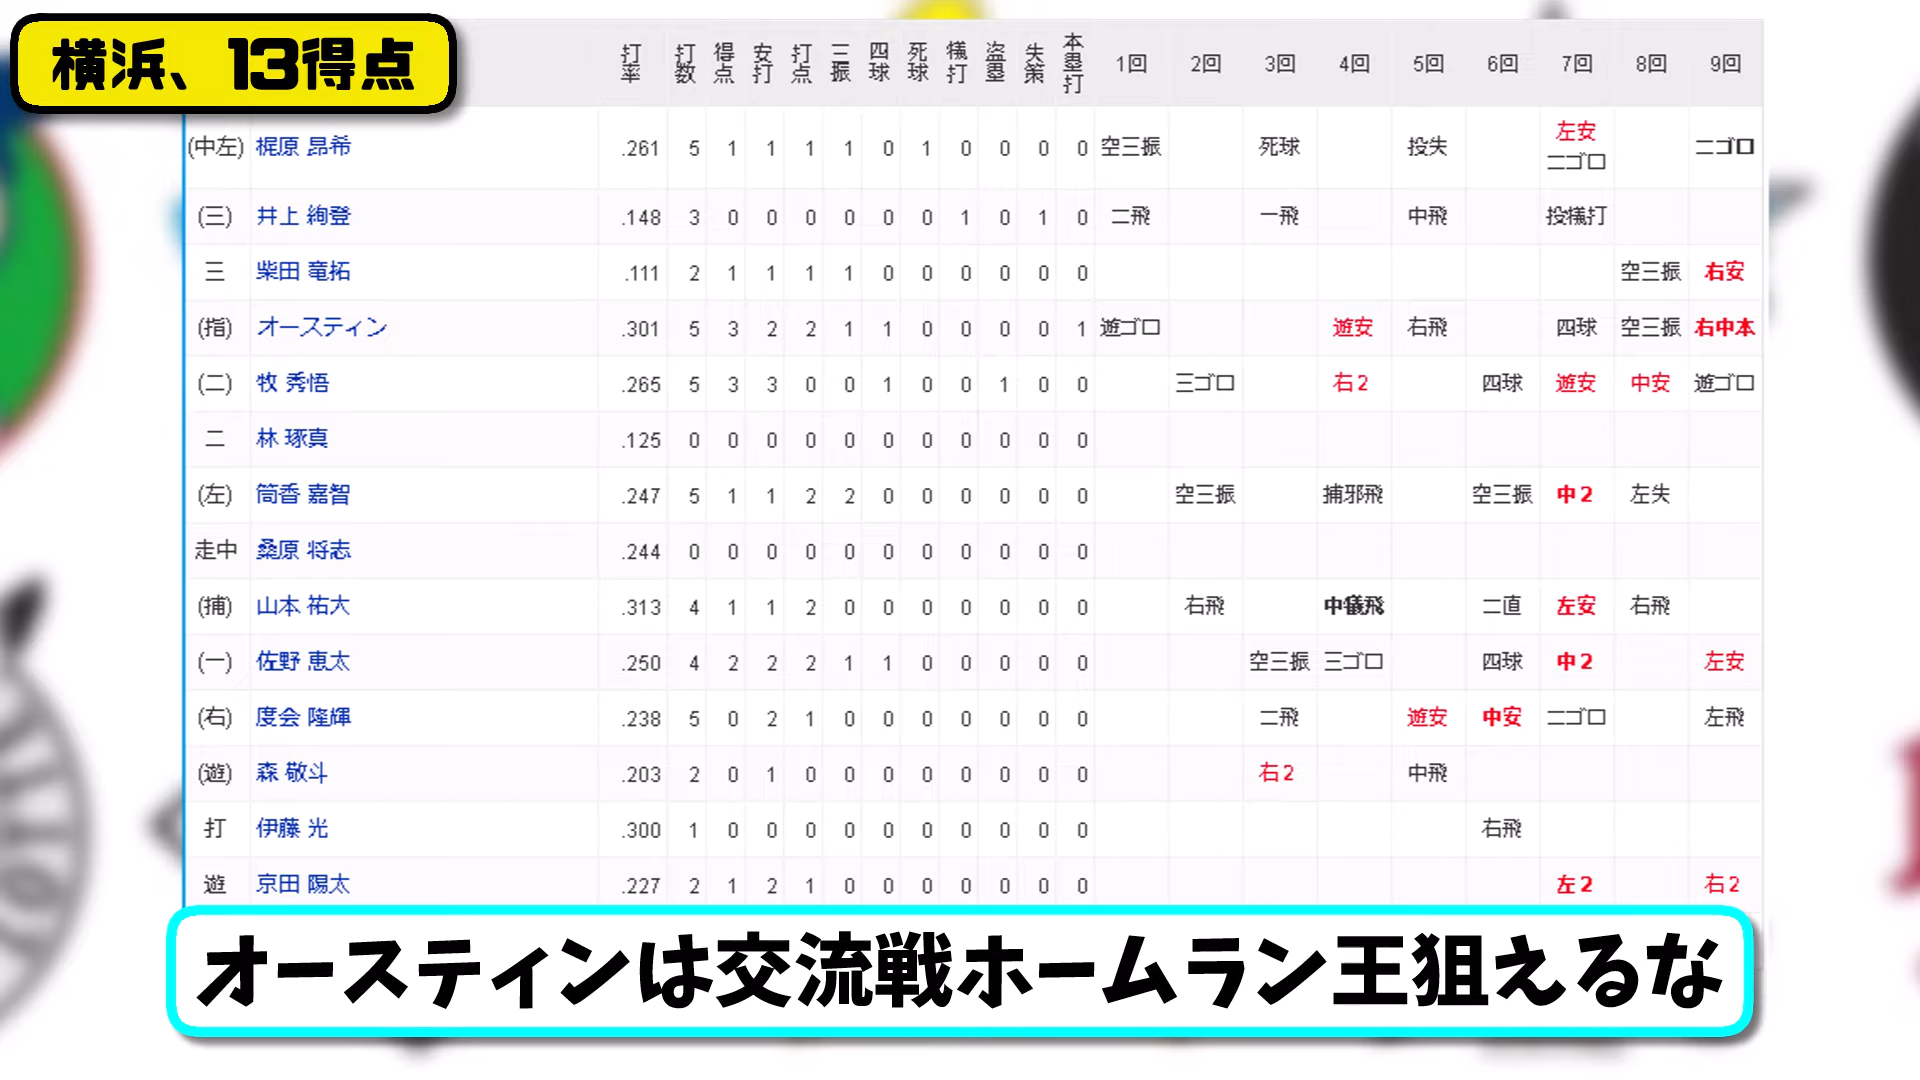 横浜、13得点
打率 打数 得点 安打 打点 三振 四球 死球 犠打 盗塁 失策 本塁打 1回 2回 3回 4回 5回 6回 7回 8回 9回
(中左) 梶原 昂希 .261 5 1 1 1 1 0 1 0 0 0 0 空三振 死球 投失 左安 二ゴロ 二ゴロ
(三) 井上 絢登 .148 3 0 0 0 0 0 0 1 0 1 0 二飛 一飛 中飛 投犠打
三 柴田 竜拓 .111 2 1 1 1 1 0 0 0 0 0 0 空三振 右安
(指) オースティン .301 5 3 2 2 1 1 0 0 0 0 1 遊ゴロ 遊安 右飛 四球 空三振 右中本
(二) 牧 秀悟 .265 5 3 3 0 0 1 0 0 1 0 0 三ゴロ 右2 四球 遊安 中安 遊ゴロ
二 林 琢真 .125 0 0 0 0 0 0 0 0 0 0 0
(左) 筒香 嘉智 .247 5 1 1 2 2 0 0 0 0 0 0 空三振 捕邪飛 空三振 中2 左失
走中 桑原 将志 .244 0 0 0 0 0 0 0 0 0 0 0
(捕) 山本 祐大 .313 4 1 1 2 0 0 0 0 0 0 0 右飛 中犠飛 二直 左安 右飛
(一) 佐野 恵太 .250 4 2 2 2 1 1 0 0 0 0 0 空三振 三ゴロ 四球 中2 左安
(右) 度会 隆輝 .238 5 0 2 1 0 0 0 0 0 0 0 二飛 遊安 中安 二ゴロ 左飛
(遊) 森 敬斗 .203 2 0 1 0 0 0 0 0 0 0 0 右2 中飛
打 伊藤 光 .300 1 0 0 0 0 0 0 0 0 0 0 右飛
遊 京田 陽太 .227 2 1 2 1 0 0 0 0 0 0 0 左2 右2
オースティンは交流戦ホームラン王狙えるな